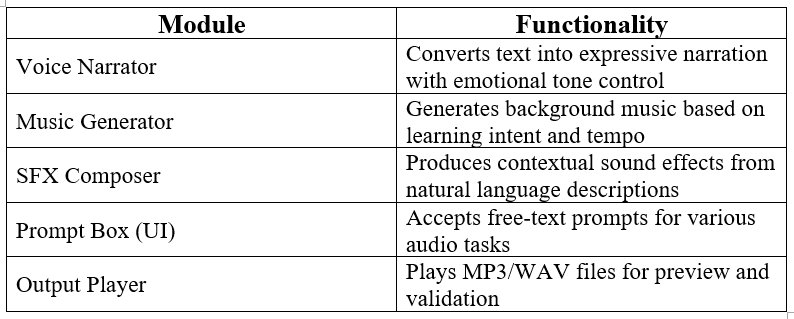 Module
Functionality
Voice Narrator
Converts text into expressive narration
with emotional tone control
Music Generator
Generates background music based on
learning intent and tempo
SFX Composer
Produces contextual sound effects from
natural language descriptions
Prompt Box (UI)
Accepts free-text prompts for various
audio tasks
Output Player
Plays MP3/WAV files for preview and
validation